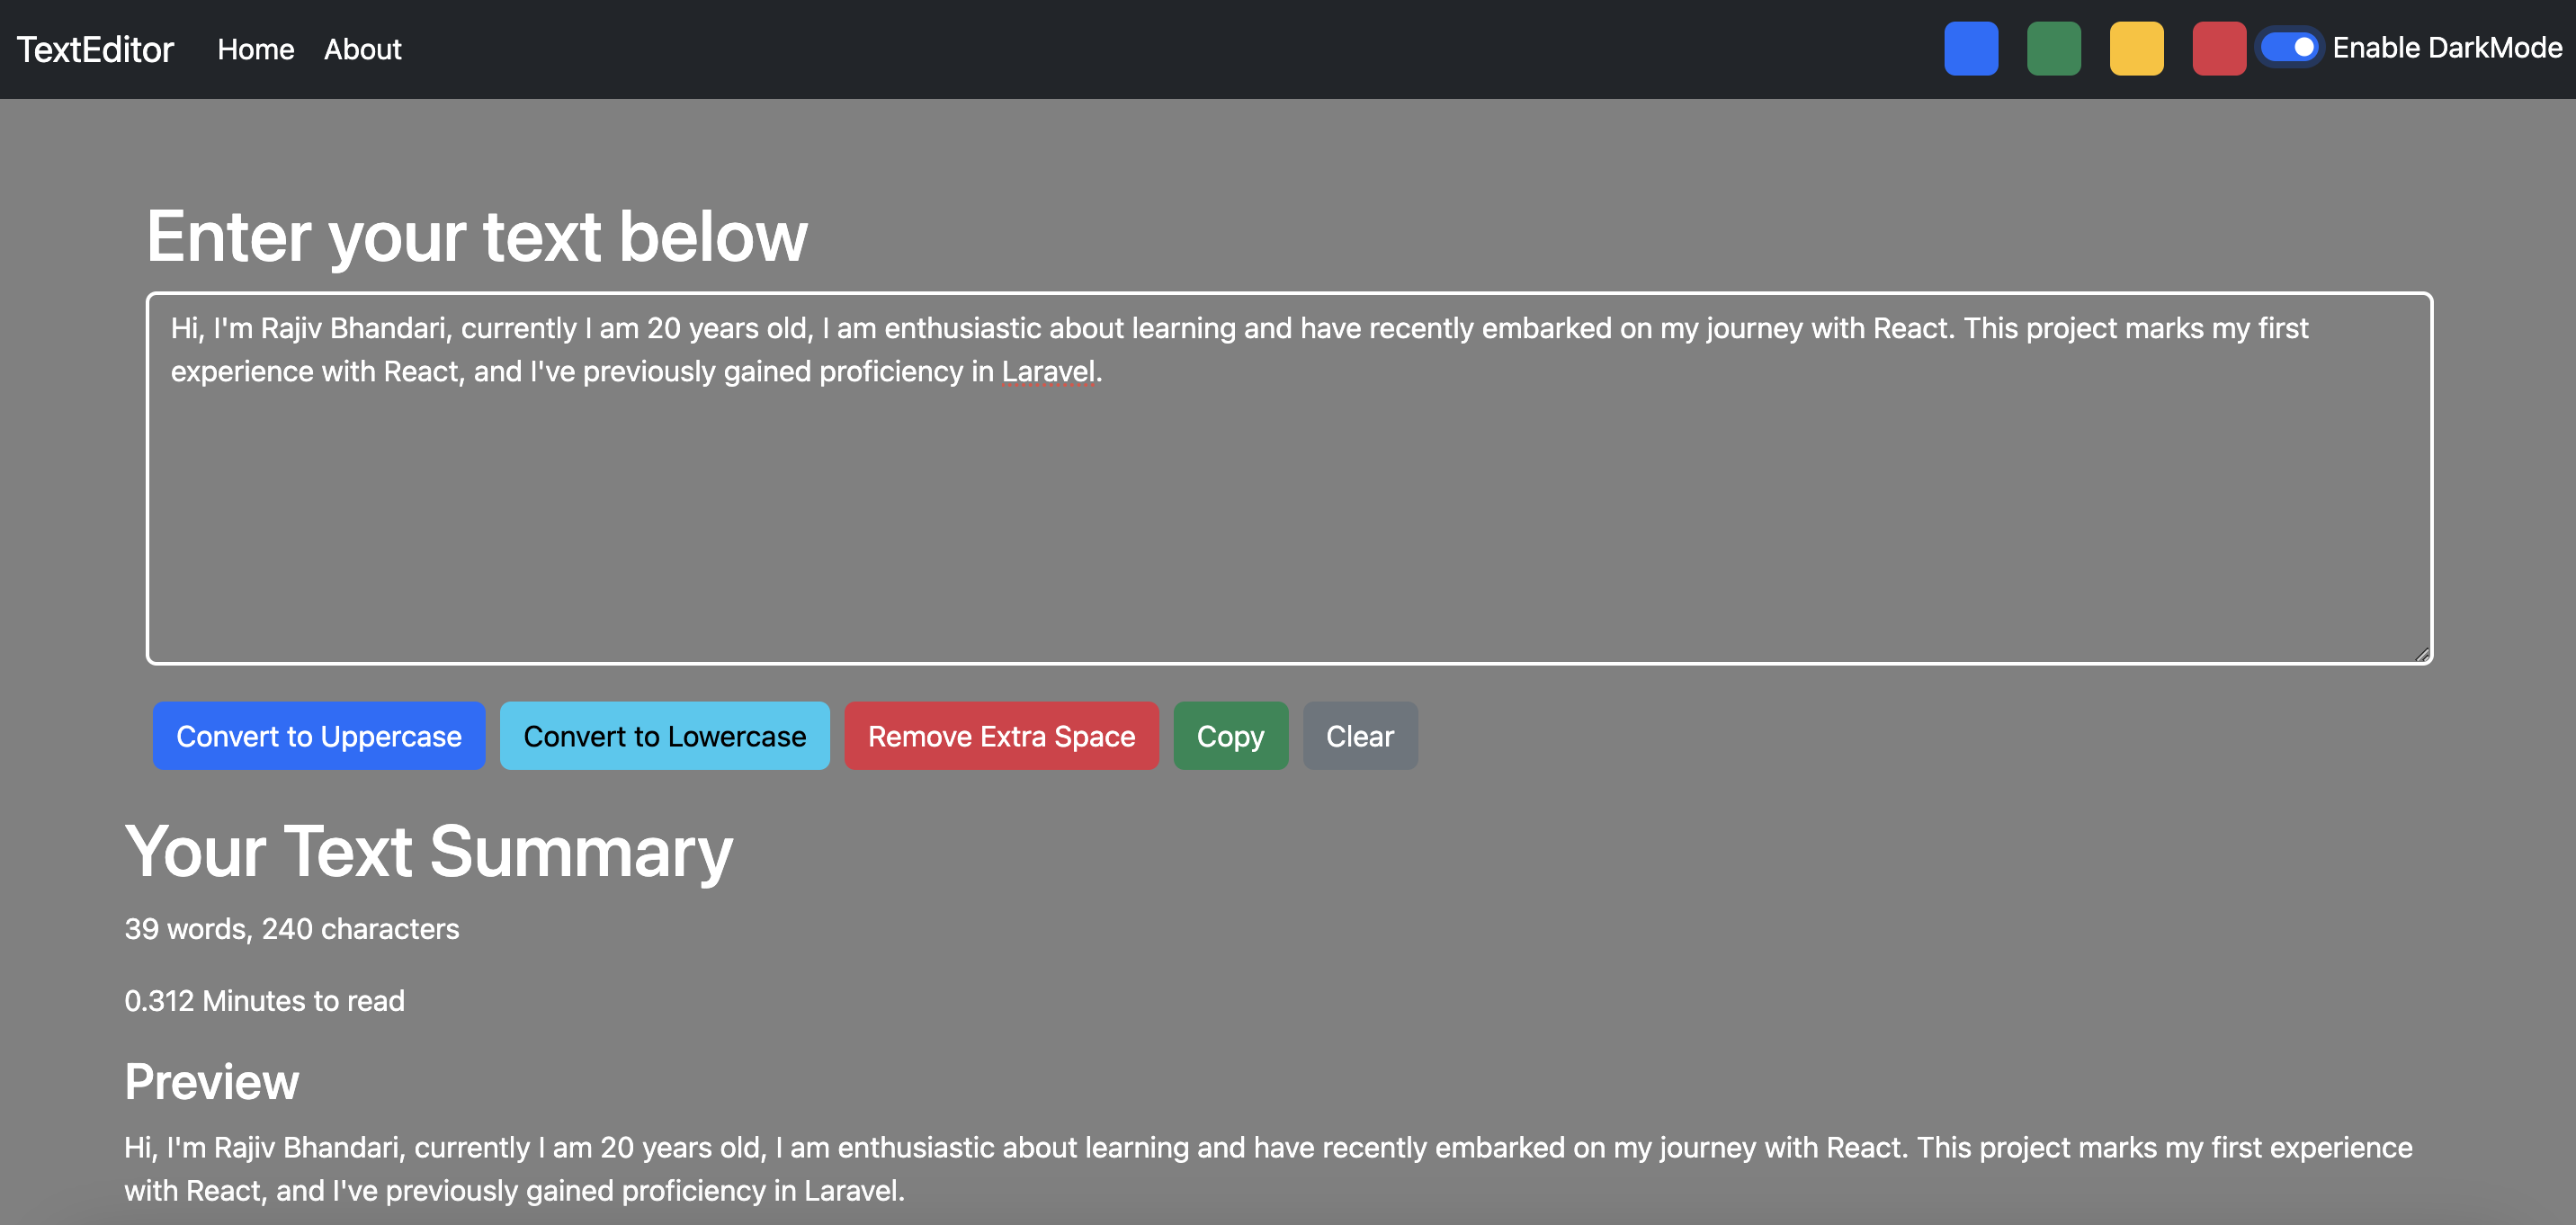 TextEditor Home About Enable DarkMode
Enter your text below
Hi, I'm Rajiv Bhandari, currently I am 20 years old, I am enthusiastic about learning and have recently embarked on my journey with React. This project marks my first
experience with React, and I've previously gained proficiency in Laravel.
Convert to Uppercase Convert to Lowercase Remove Extra Space Copy Clear
Your Text Summary
39 words, 240 characters
0.312 Minutes to read
Preview
Hi, I'm Rajiv Bhandari, currently I am 20 years old, I am enthusiastic about learning and have recently embarked on my journey with React. This project marks my first experience
with React, and I've previously gained proficiency in Laravel.